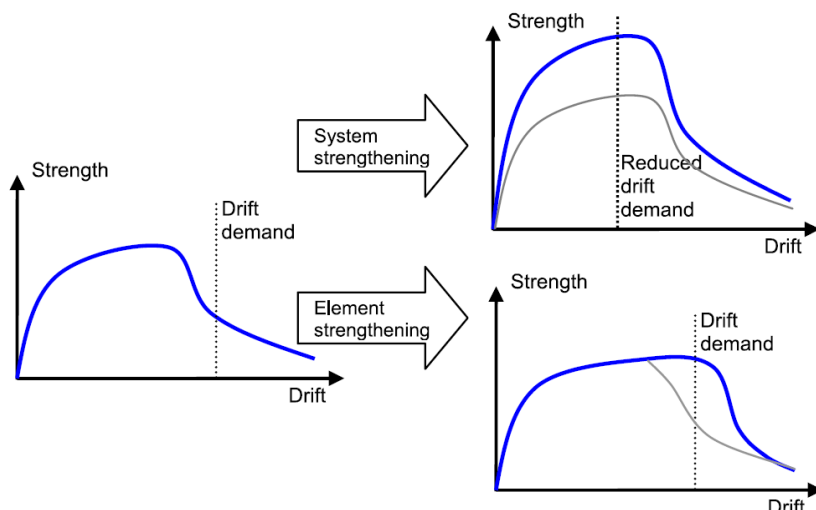 Strength
Drift
demand
Drift
System
strengthening
Element
strengthening
Strength
Reduced
drift
demand
Drift
Strength
Drift
demand
Drift